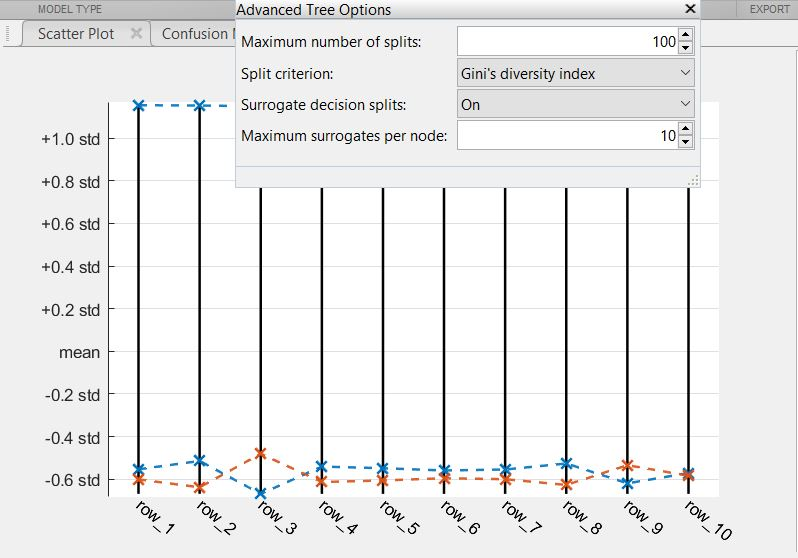 MODEL TYPE
EXPORT
Advanced Tree Options
Scatter Plot
Confusion
Maximum number of splits: 100
Split criterion: Gini's diversity index
Surrogate decision splits: On
Maximum surrogates per node: 10
+1.0 std
+0.8 std
+0.6 std
+0.4 std
+0.2 std
mean
-0.2 std
-0.4 std
-0.6 std
row_1
row_2
row_3
row_4
row_5
row_6
row_7
row_8
row_9
row_10